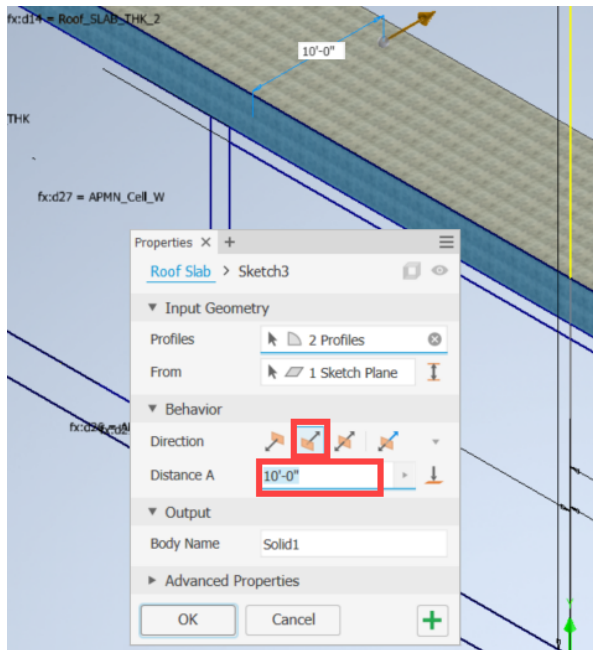 fx:d14 = Roof_SLAB_THK_2
10'-0"
THK
fx:d27 = APMN_Cell_W
Properties × +
Roof Slab > Sketch3
Input Geometry
Profiles 2 Profiles
From 1 Sketch Plane
Behavior
Direction
Distance A 10'-0"
Output
Body Name Solid1
Advanced Properties
OK Cancel